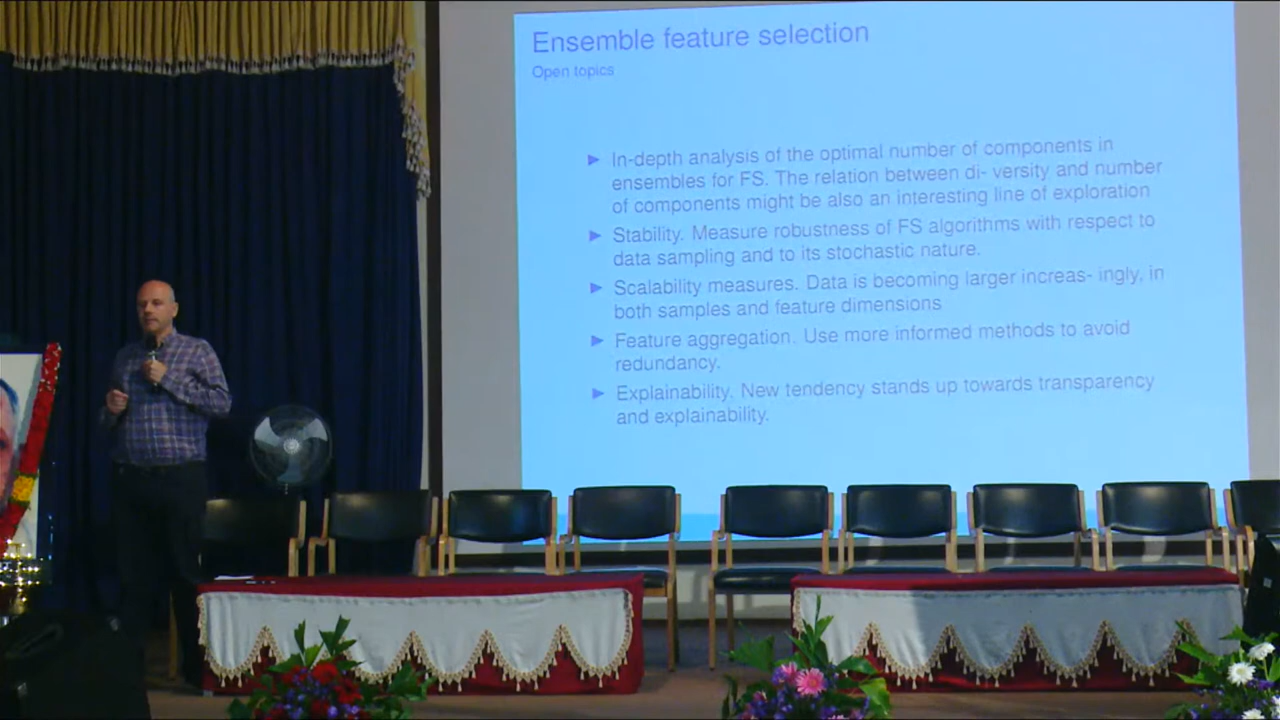 Ensemble feature selection
Open topics
In-depth analysis of the optimal number of components in
ensembles for FS. The relation between di- versity and number
of components might be also an interesting line of exploration
Stability. Measure robustness of FS algorithms with respect to
data sampling and to its stochastic nature.
Scalability measures. Data is becoming larger increas- ingly, in
both samples and feature dimensions
Feature aggregation. Use more informed methods to avoid
redundancy.
Explainability. New tendency stands up towards transparency
and explainability.